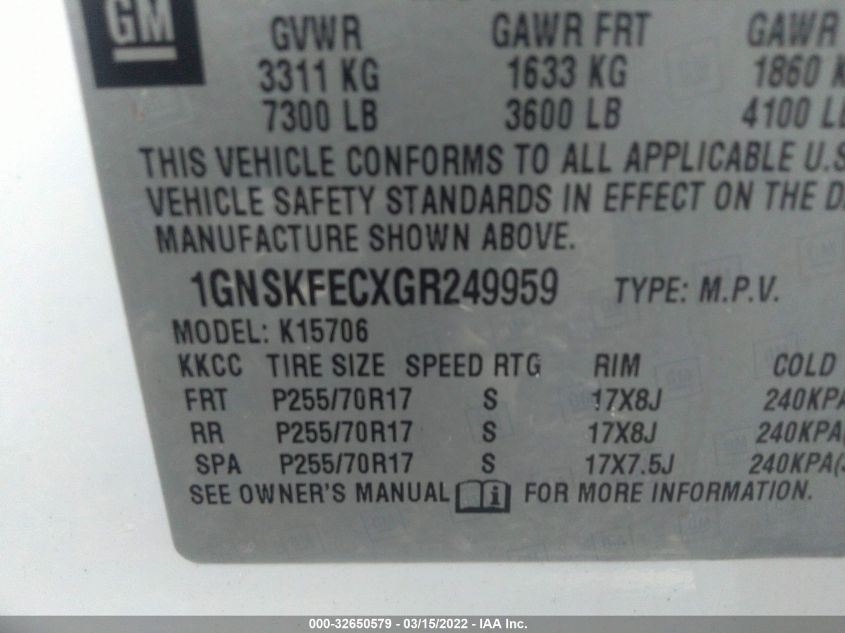 GM
GVWR GAWR FRT GAWR
3311 KG 1633 KG 1860 K
7300 LB 3600 LB 4100 LB
THIS VEHICLE CONFORMS TO ALL APPLICABLE U.S
VEHICLE SAFETY STANDARDS IN EFFECT ON THE D
MANUFACTURE SHOWN ABOVE.
1GNSKFECXGR249959 TYPE: M.P.V.
MODEL: K15706
KKCC TIRE SIZE SPEED RTG RIM COLD
FRT P255/70R17 S 17X8J 240KPA
RR P255/70R17 S 17X8J 240KPA(
SPA P255/70R17 S 17X7.5J 240KPA(
SEE OWNER'S MANUAL i FOR MORE INFORMATION.
000-32650579 - 03/15/2022 - IAA Inc.